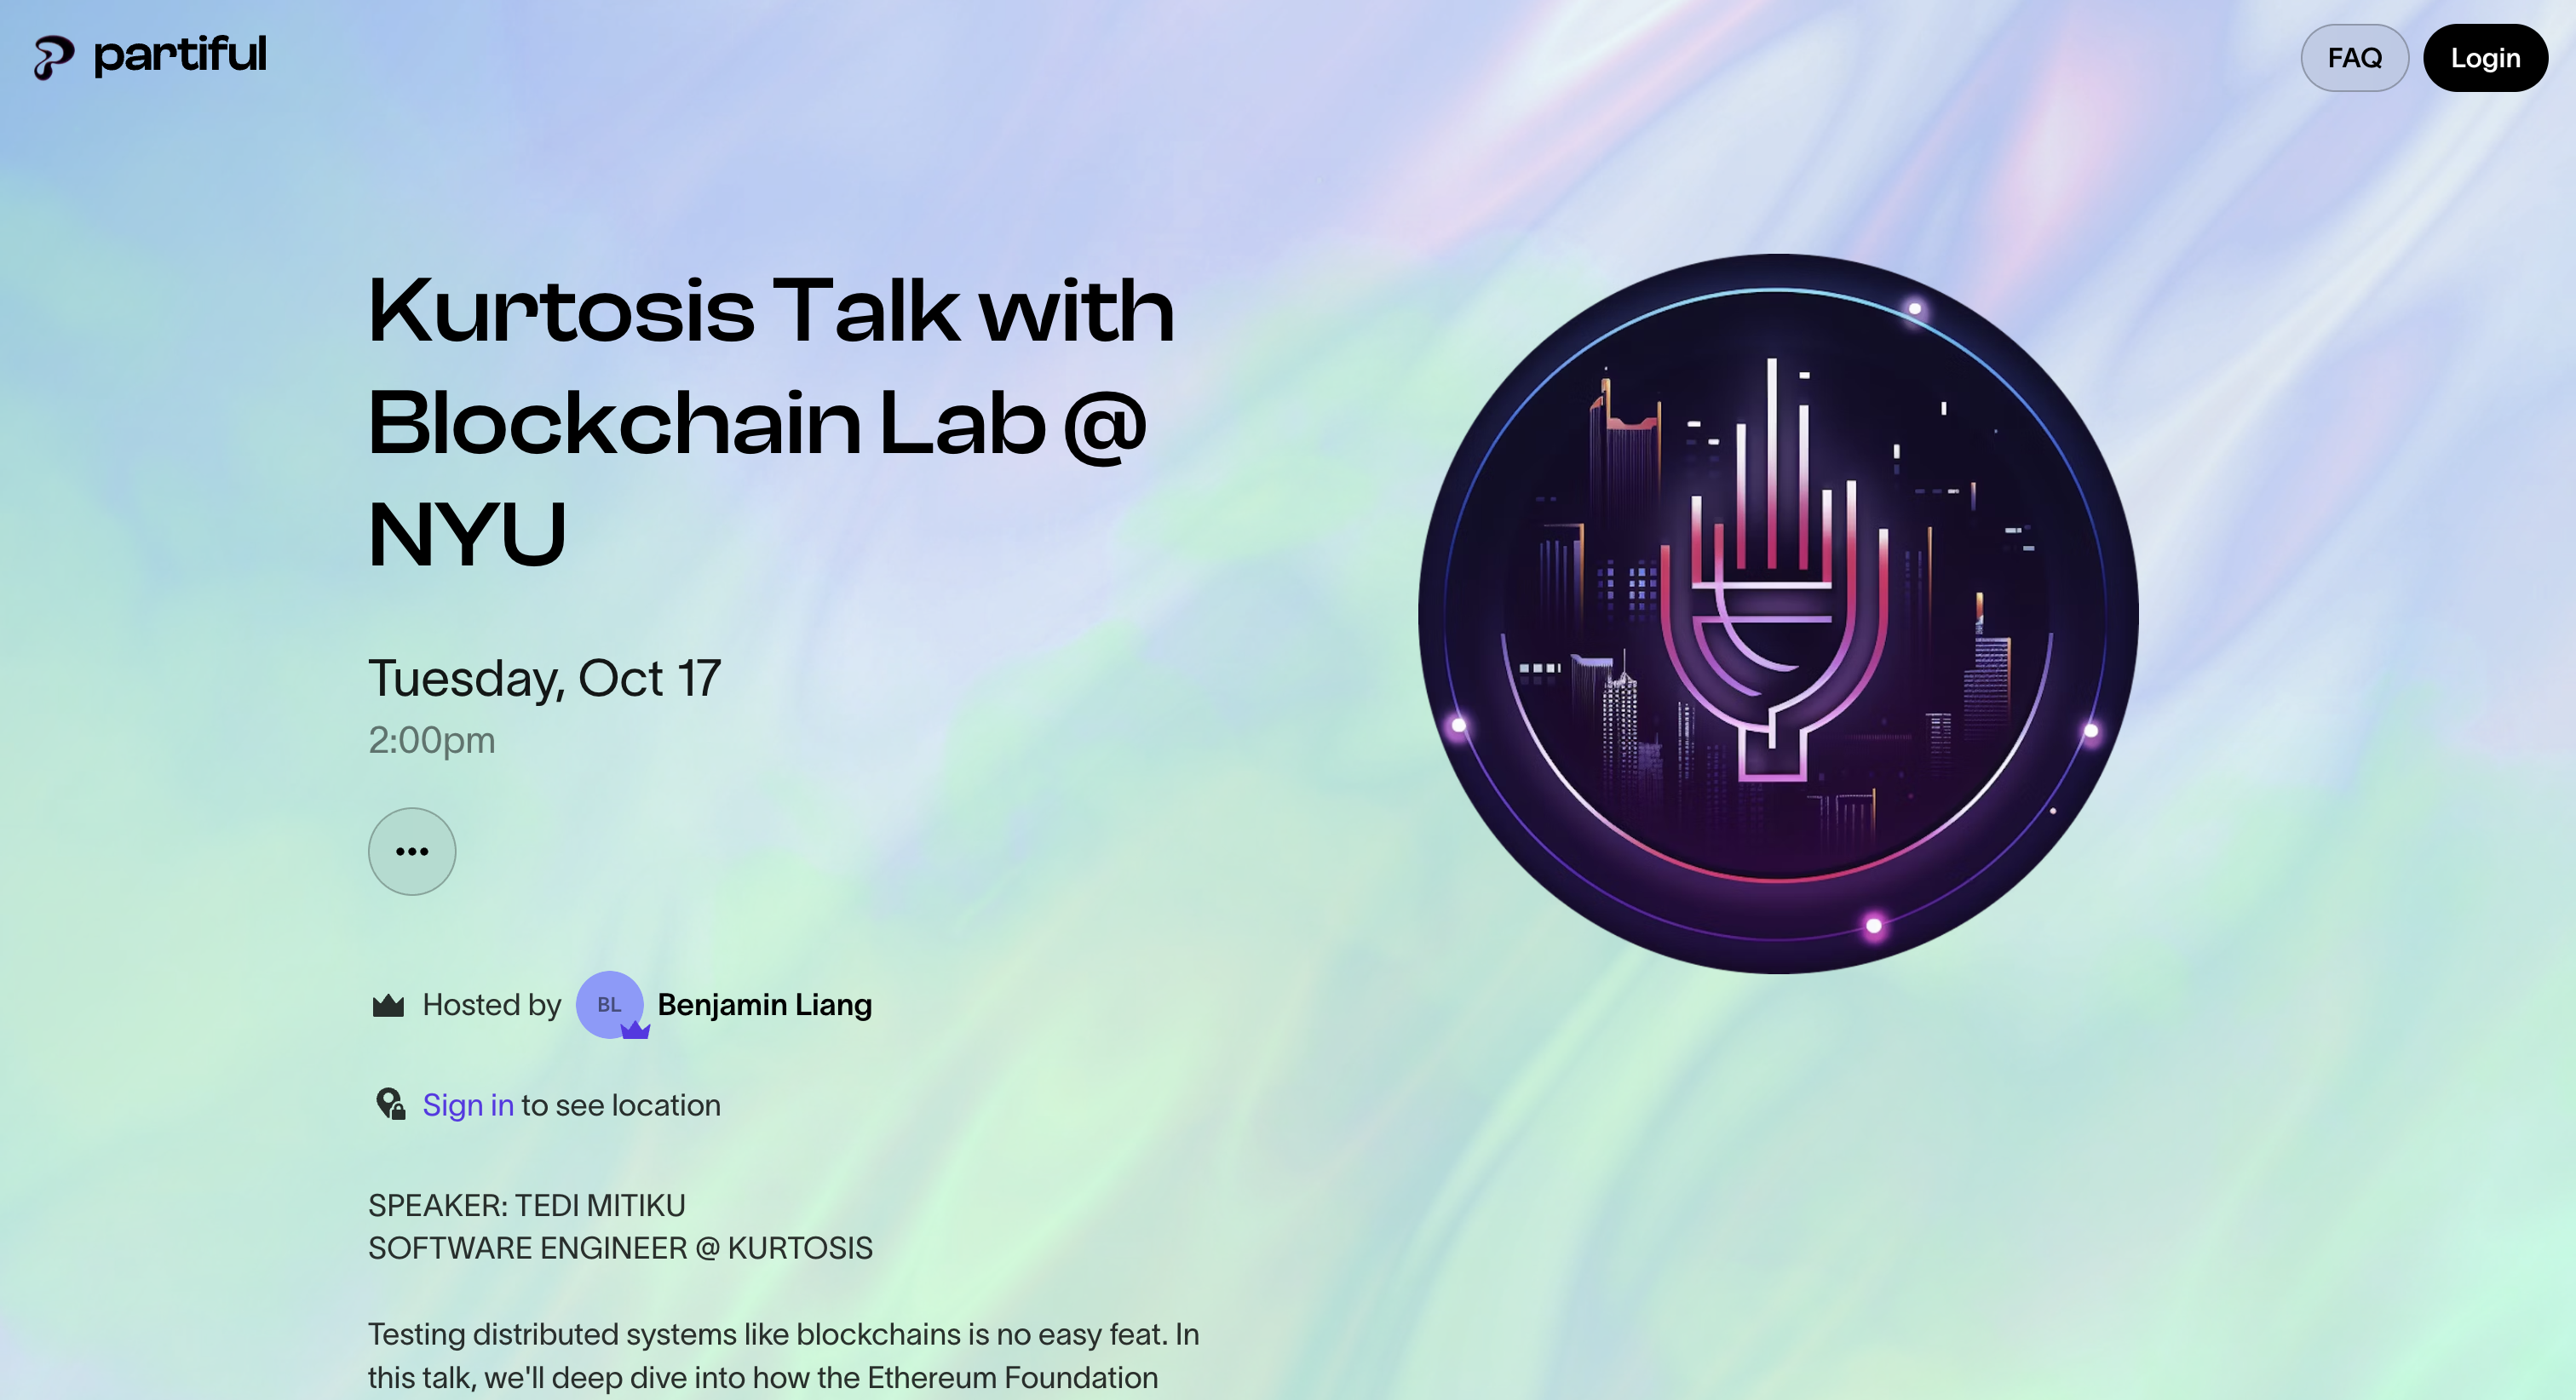 partiful
FAQ
Login
Kurtosis Talk with
Blockchain Lab @
NYU
Tuesday, Oct 17
2:00pm
Hosted by BL Benjamin Liang
Sign in to see location
SPEAKER: TEDI MITIKU
SOFTWARE ENGINEER @ KURTOSIS
Testing distributed systems like blockchains is no easy feat. In
this talk, we'll deep dive into how the Ethereum Foundation